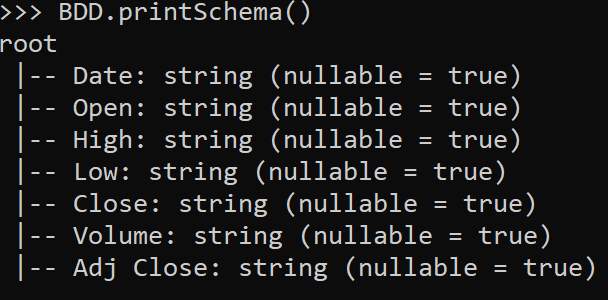 >>> BDD.printSchema()
root
 |-- Date: string (nullable = true)
 |-- Open: string (nullable = true)
 |-- High: string (nullable = true)
 |-- Low: string (nullable = true)
 |-- Close: string (nullable = true)
 |-- Volume: string (nullable = true)
 |-- Adj Close: string (nullable = true)